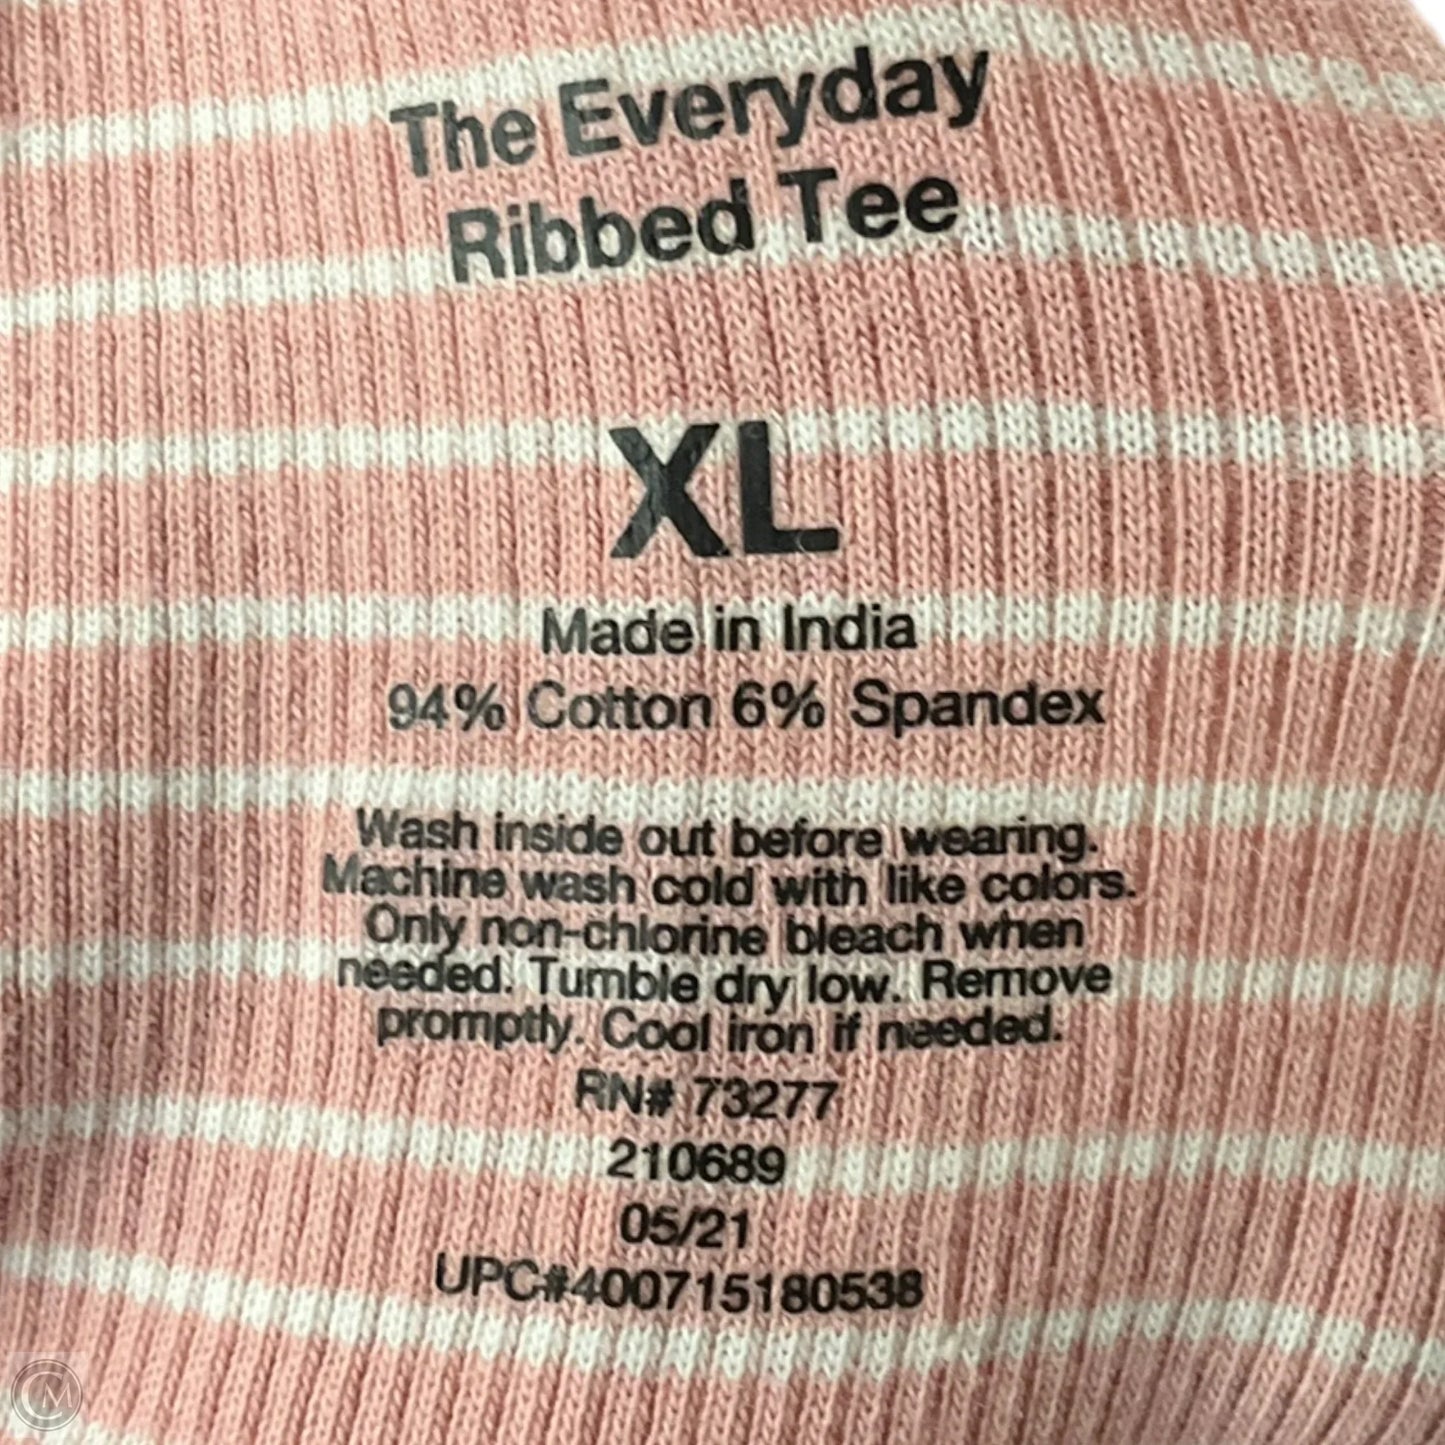 The Everyday
Ribbed Tee
XL
Made in India
94% Cotton 6% Spandex
Wash inside out before wearing.
Machine wash cold with like colors.
Only non-chlorine bleach when
needed. Tumble dry low. Remove
promptly. Cool iron if needed.
RN# 73277
210689
05/21
UPC#400715180538
CM